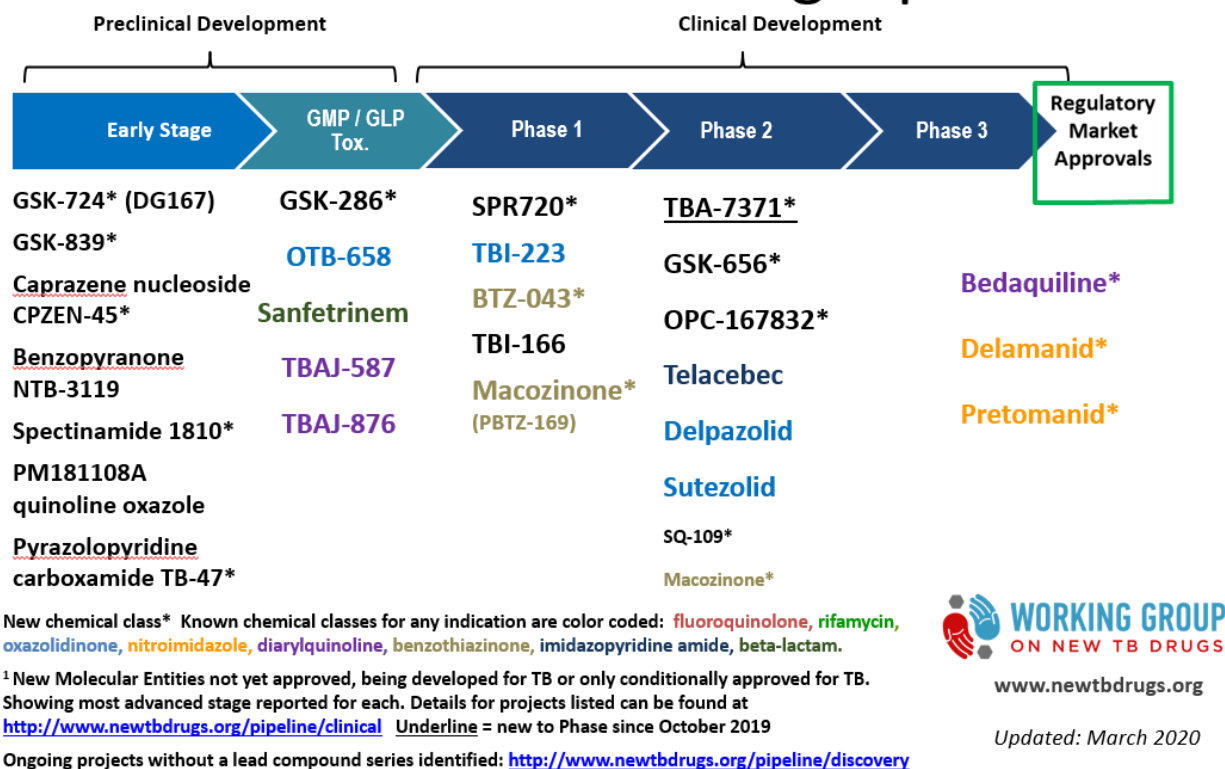 Preclinical Development
Clinical Development
Early Stage
GMP / GLP
Tox.
Phase 1
Phase 2
Phase 3
Regulatory
Market
Approvals
GSK-724* (DG167)
GSK-839*
Caprazene nucleoside
CPZEN-45*
Benzopyranone
NTB-3119
Spectinamide 1810*
PM181108A
quinoline oxazole
Pyrazolopyridine
carboxamide TB-47*
GSK-286*
OTB-658
Sanfetrinem
TBAJ-587
TBAJ-876
SPR720*
TBI-223
BTZ-043*
TBI-166
Macozinone*
(PBTZ-169)
TBA-7371*
GSK-656*
OPC-167832*
Telacebec
Delpazolid
Sutezolid
SQ-109*
Macozinone*
Bedaquiline*
Delamanid*
Pretomanid*
New chemical class* Known chemical classes for any indication are color coded: fluoroquinolone, rifamycin,
oxazolidinone, nitroimidazole, diarylquinoline, benzothiazinone, imidazopyridine amide, beta-lactam.
1 New Molecular Entities not yet approved, being developed for TB or only conditionally approved for TB.
Showing most advanced stage reported for each. Details for projects listed can be found at
http://www.newtbdrugs.org/pipeline/clinical Underline = new to Phase since October 2019
Ongoing projects without a lead compound series identified: http://www.newtbdrugs.org/pipeline/discovery
WORKING GROUP
ON NEW TB DRUGS
www.newtbdrugs.org
Updated: March 2020